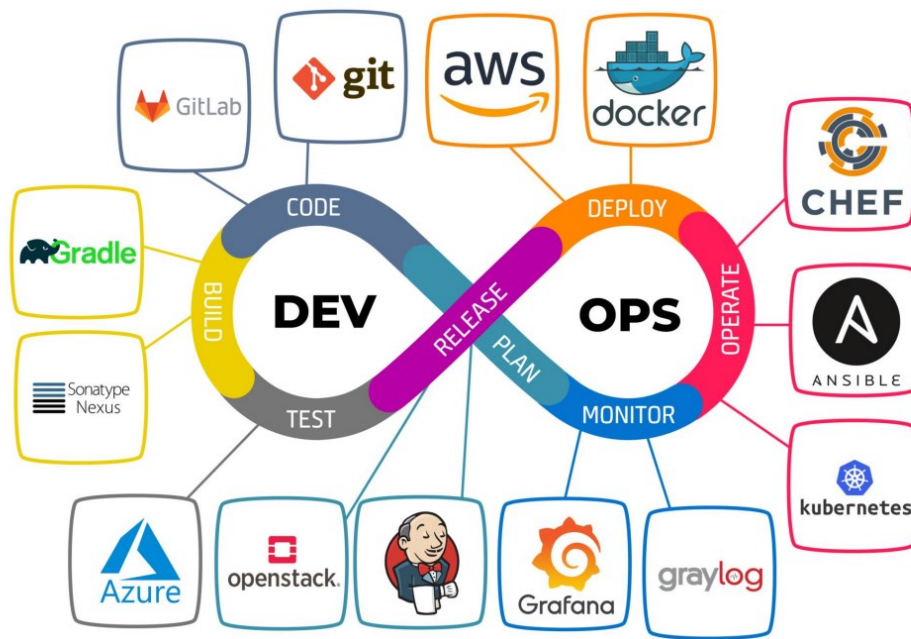 GitLab
git
aws
docker
CHEF
Gradle
CODE
DEPLOY
BUILD
DEV
RELEASE
OPS
OPERATE
PLAN
ANSIBLE
Sonatype
Nexus
TEST
MONITOR
kubernetes
Azure
openstack.
Grafana
graylog